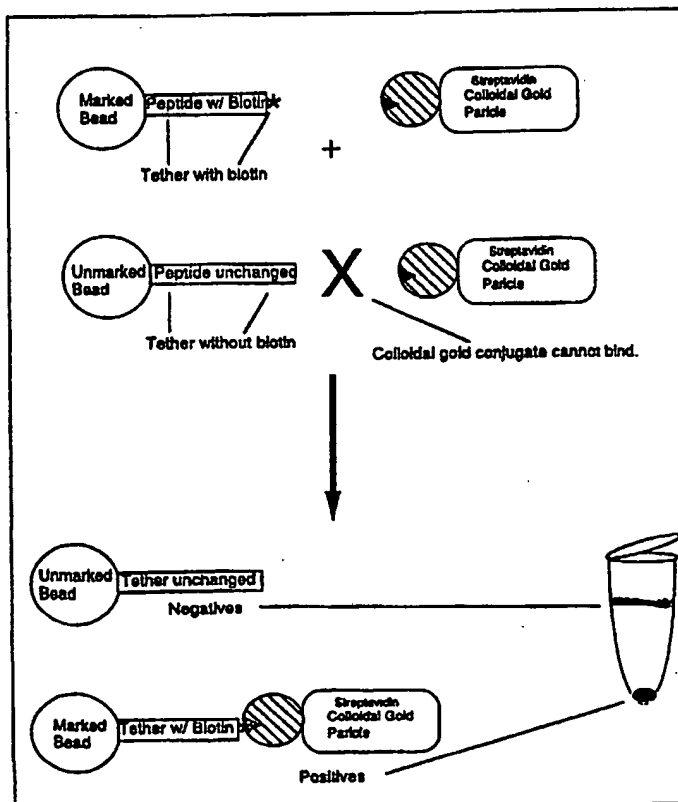 Marked
Bead
Peptide w/ Biotin
Streptavidin
Colloidal Gold
Paricle
+
Tether with biotin
Unmarked
Bead
Peptide unchanged
X
Streptavidin
Colloidal Gold
Paricle
Tether without biotin
Colloidal gold conjugate cannot bind.
Unmarked
Bead
Tether unchanged
Negatives
Marked
Bead
Tether w/ Biotin
Streptavidin
Colloidal Gold
Paricle
Positives